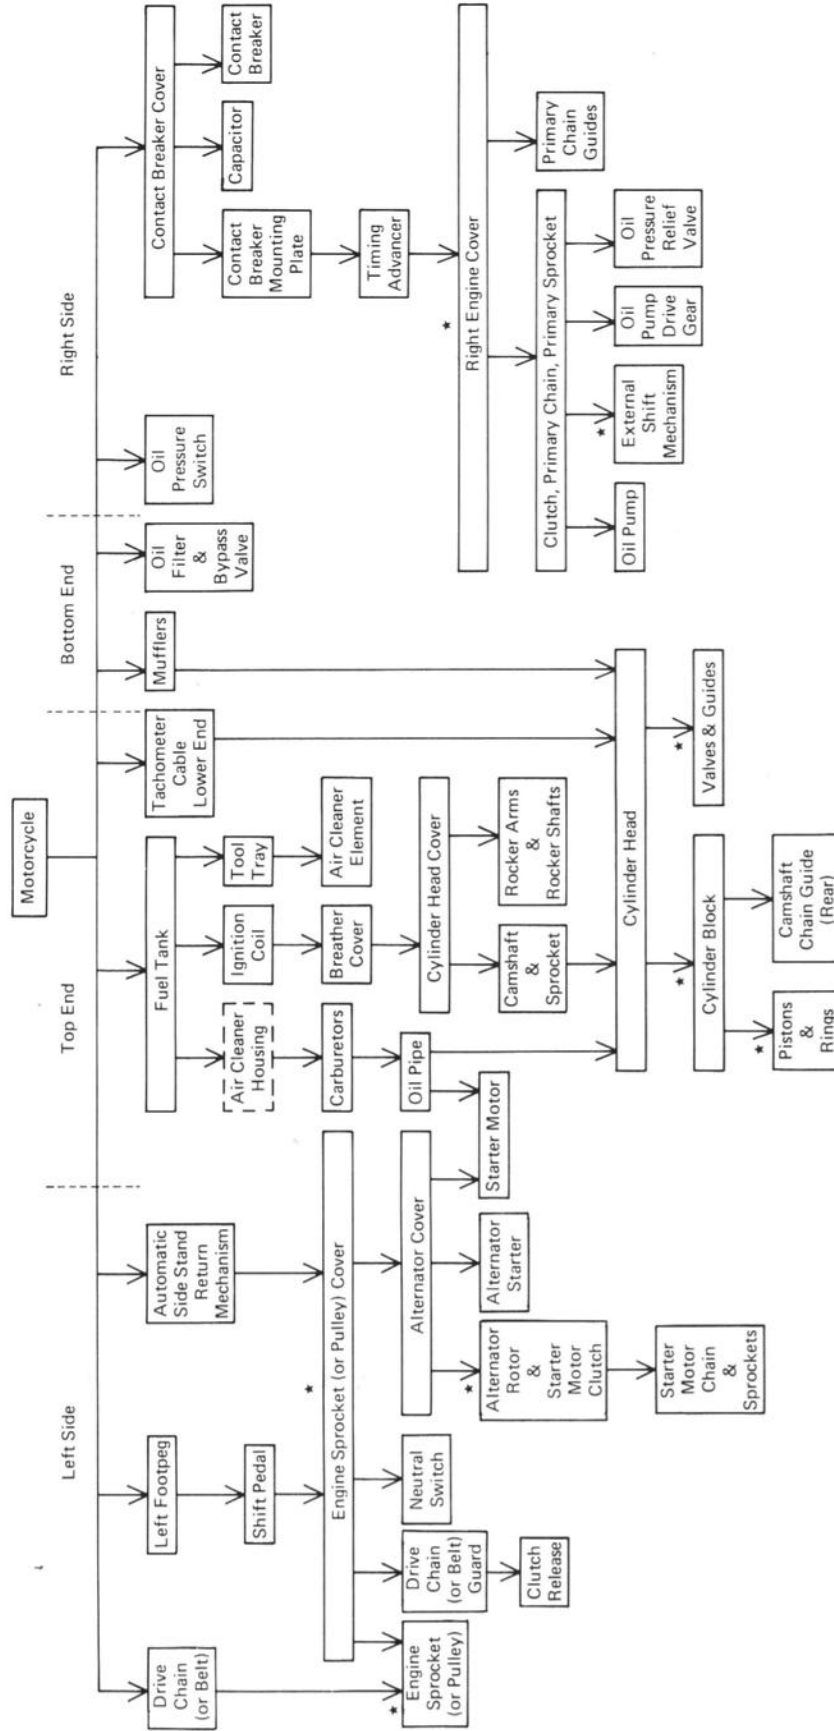 Motorcycle
Left Side
Top End
Bottom End
Right Side
Drive
Chain
(or Belt)
Left Footpeg
Automatic
Side Stand
Return
Mechanism
Fuel Tank
Tachometer
Cable
Lower End
Mufflers
Oil
Filter
&
Bypass
Valve
Oil
Pressure
Switch
Contact Breaker Cover
Shift Pedal
Air Cleaner
Housing
Ignition
Coil
Tool
Tray
Contact
Breaker
Mounting
Plate
Capacitor
Contact
Breaker
★
Engine Sprocket (or Pulley) Cover
Carburetors
Breather
Cover
Air Cleaner
Element
Timing
Advancer
★
Engine
Sprocket
(or Pulley)
Drive
Chain
(or Belt)
Guard
Neutral
Switch
Alternator Cover
Oil Pipe
Cylinder Head Cover
★
Right Engine Cover
Clutch
Release
★
Alternator
Rotor
&
Starter
Motor
Clutch
Alternator
Starter
Starter Motor
Camshaft
&
Sprocket
Rocker Arms
&
Rocker Shafts
Clutch, Primary Chain, Primary Sprocket
Primary
Chain
Guides
Starter
Motor
Chain
&
Sprockets
Cylinder Head
Oil Pump
★
External
Shift
Mechanism
Oil
Pump
Drive
Gear
Oil
Pressure
Relief
Valve
★
Cylinder Block
★
Valves & Guides
★
Pistons
&
Rings
Camshaft
Chain Guide
(Rear)